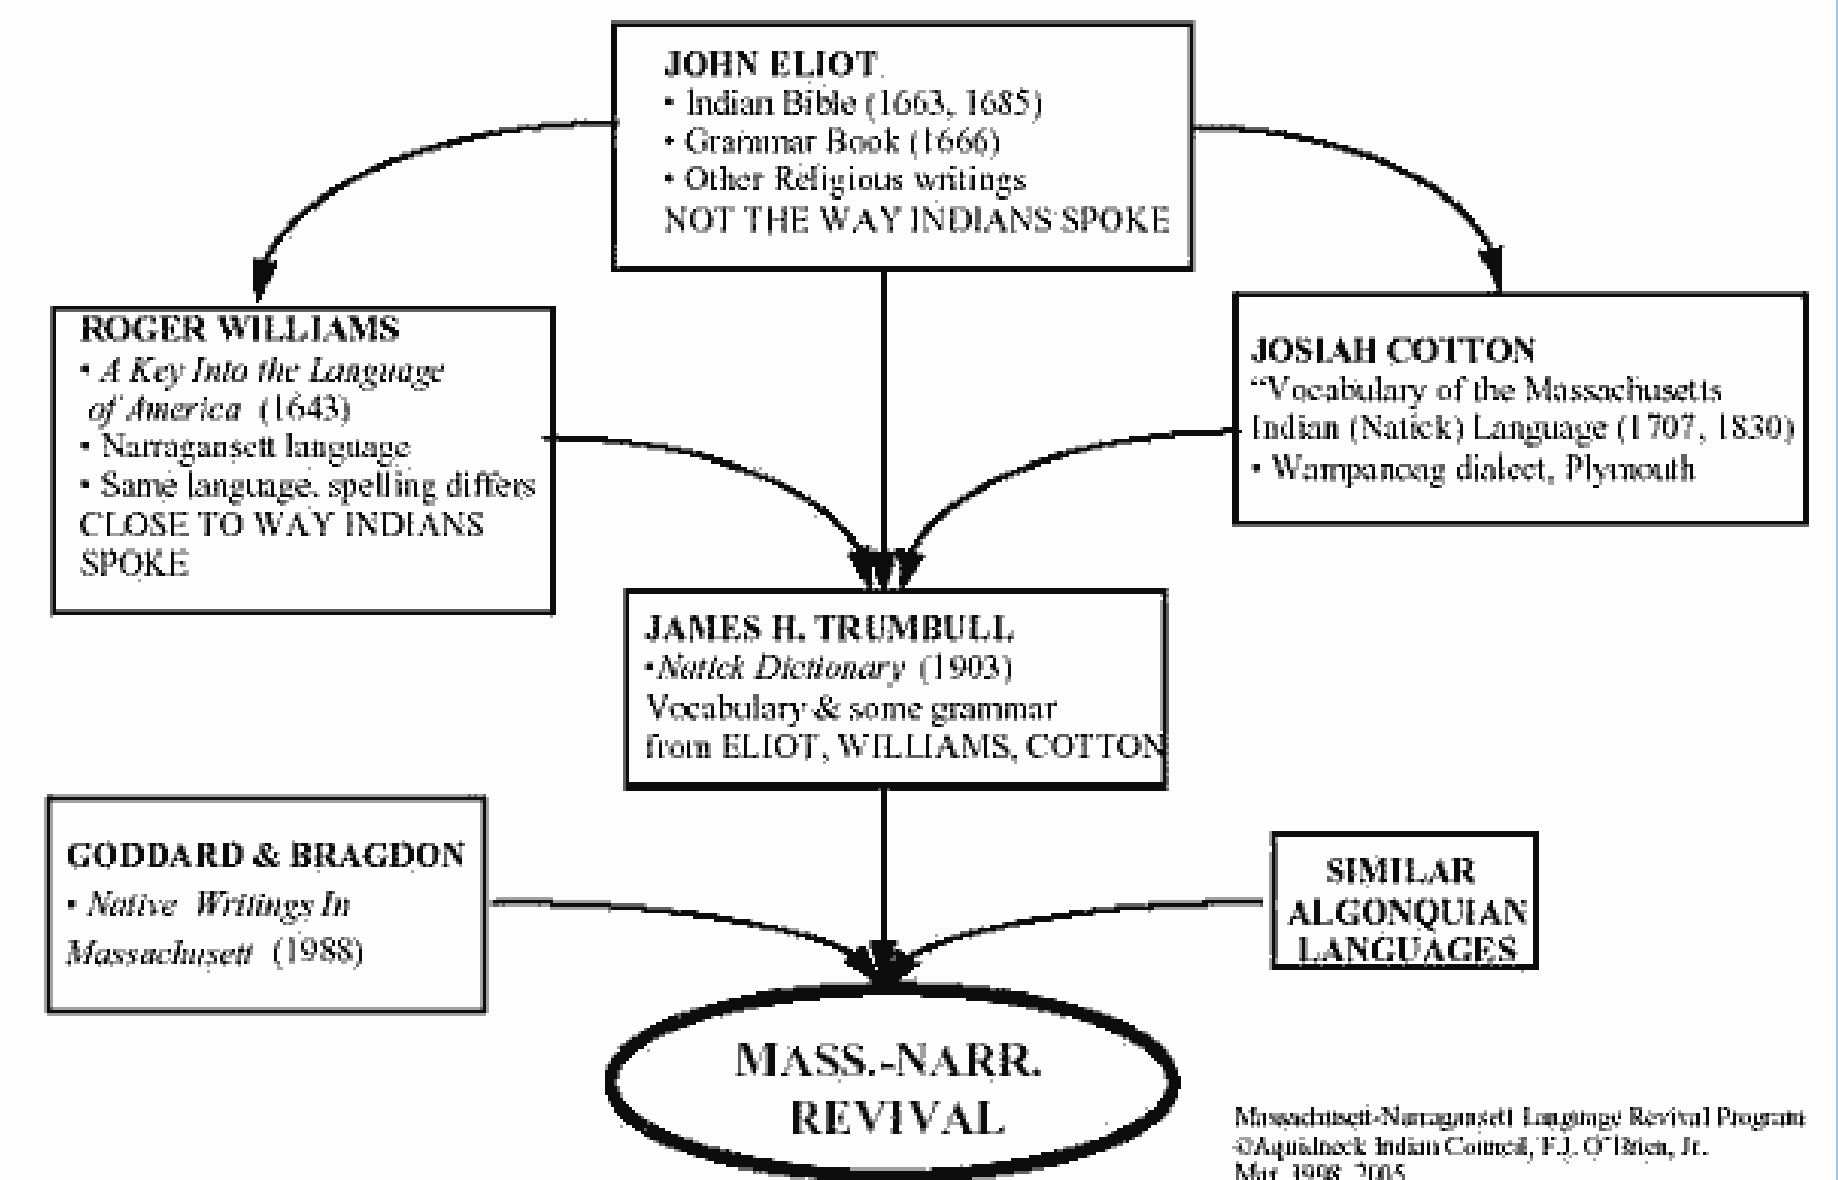 JOHN ELIOT
• Indian Bible (1663, 1685)
• Grammar Book (1666)
• Other Religious writings
NOT THE WAY INDIANS SPOKE
ROGER WILLIAMS
• A Key Into the Language
of America (1643)
• Narragansett language
• Same language, spelling differs
CLOSE TO WAY INDIANS
SPOKE
JOSIAH COTTON
“Vocabulary of the Massachusetts
Indian (Natick) Language (1707, 1830)
• Wampanoag dialect, Plymouth
JAMES H. TRUMBULL
•Natick Dictionary (1903)
Vocabulary & some grammar
from ELIOT, WILLIAMS, COTTON
GODDARD & BRAGDON
• Native Writings In
Massachusett (1988)
SIMILAR
ALGONQUIAN
LANGUAGES
MASS.-NARR.
REVIVAL
Massachusett-Narragansett Language Revival Program
©Aquidneck Indian Council, F.J. O'Brien, Jr.
Mar, 1998, 2005